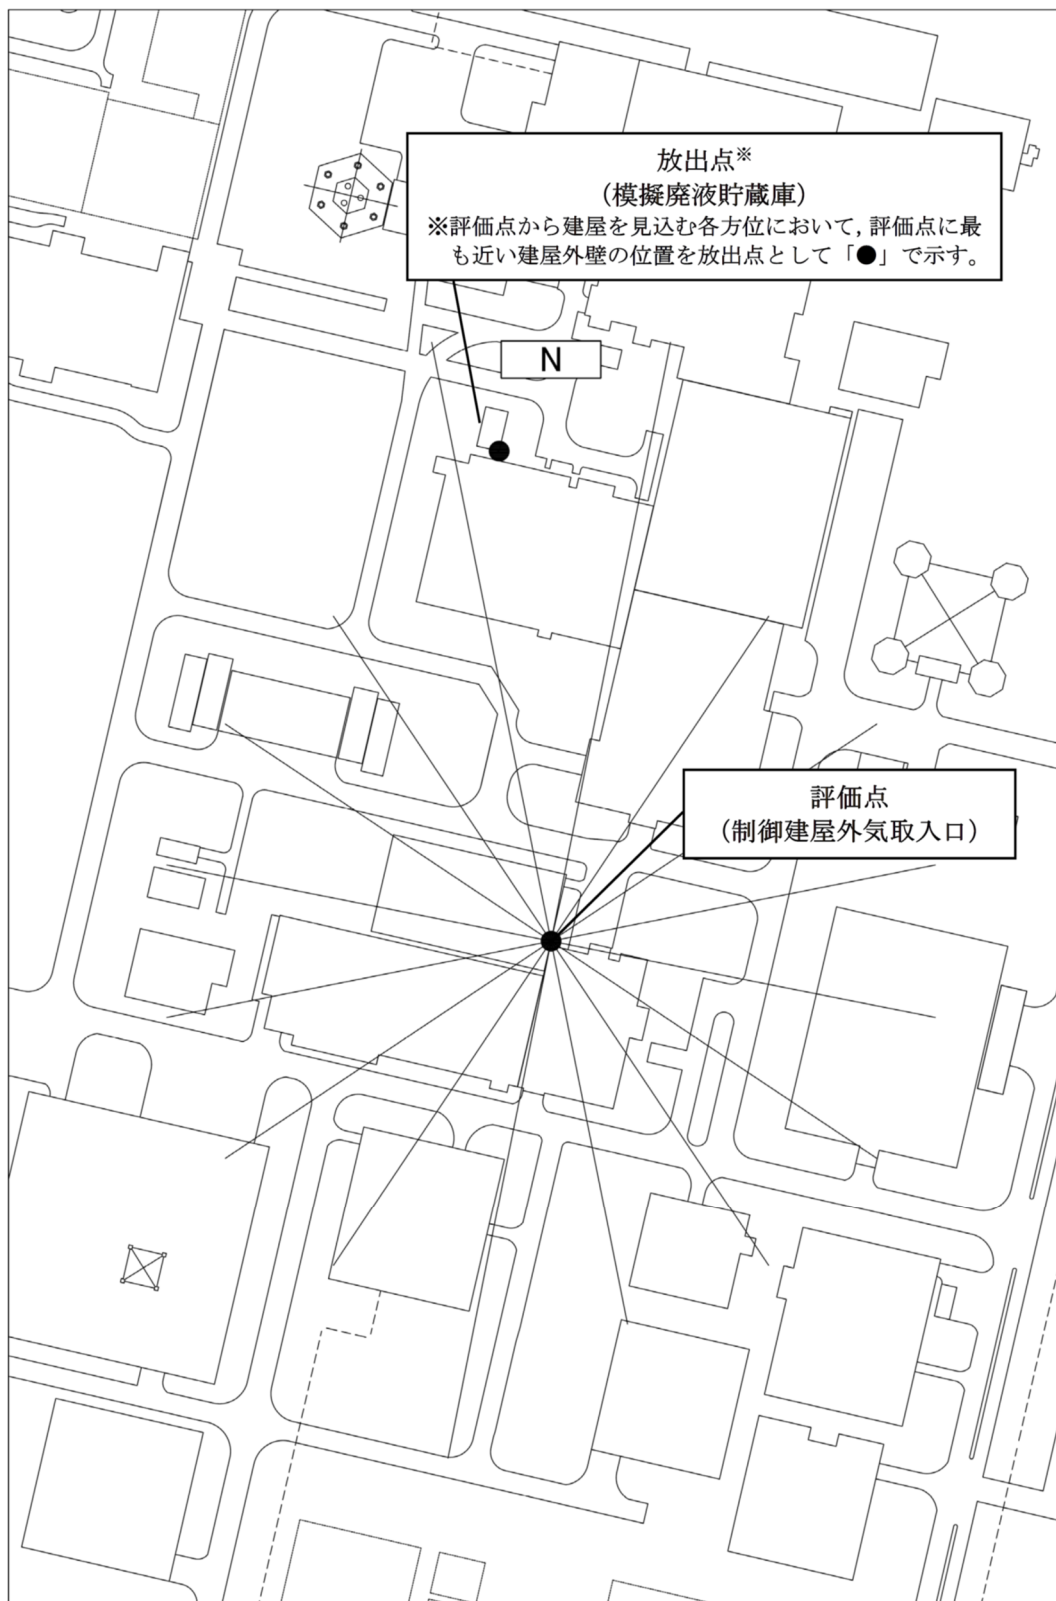 放出点※
（模擬廃液貯蔵庫）
※評価点から建屋を見込む各方位において，評価点に最
も近い建屋外壁の位置を放出点として「●」で示す。
N
評価点
（制御建屋外気取入口）